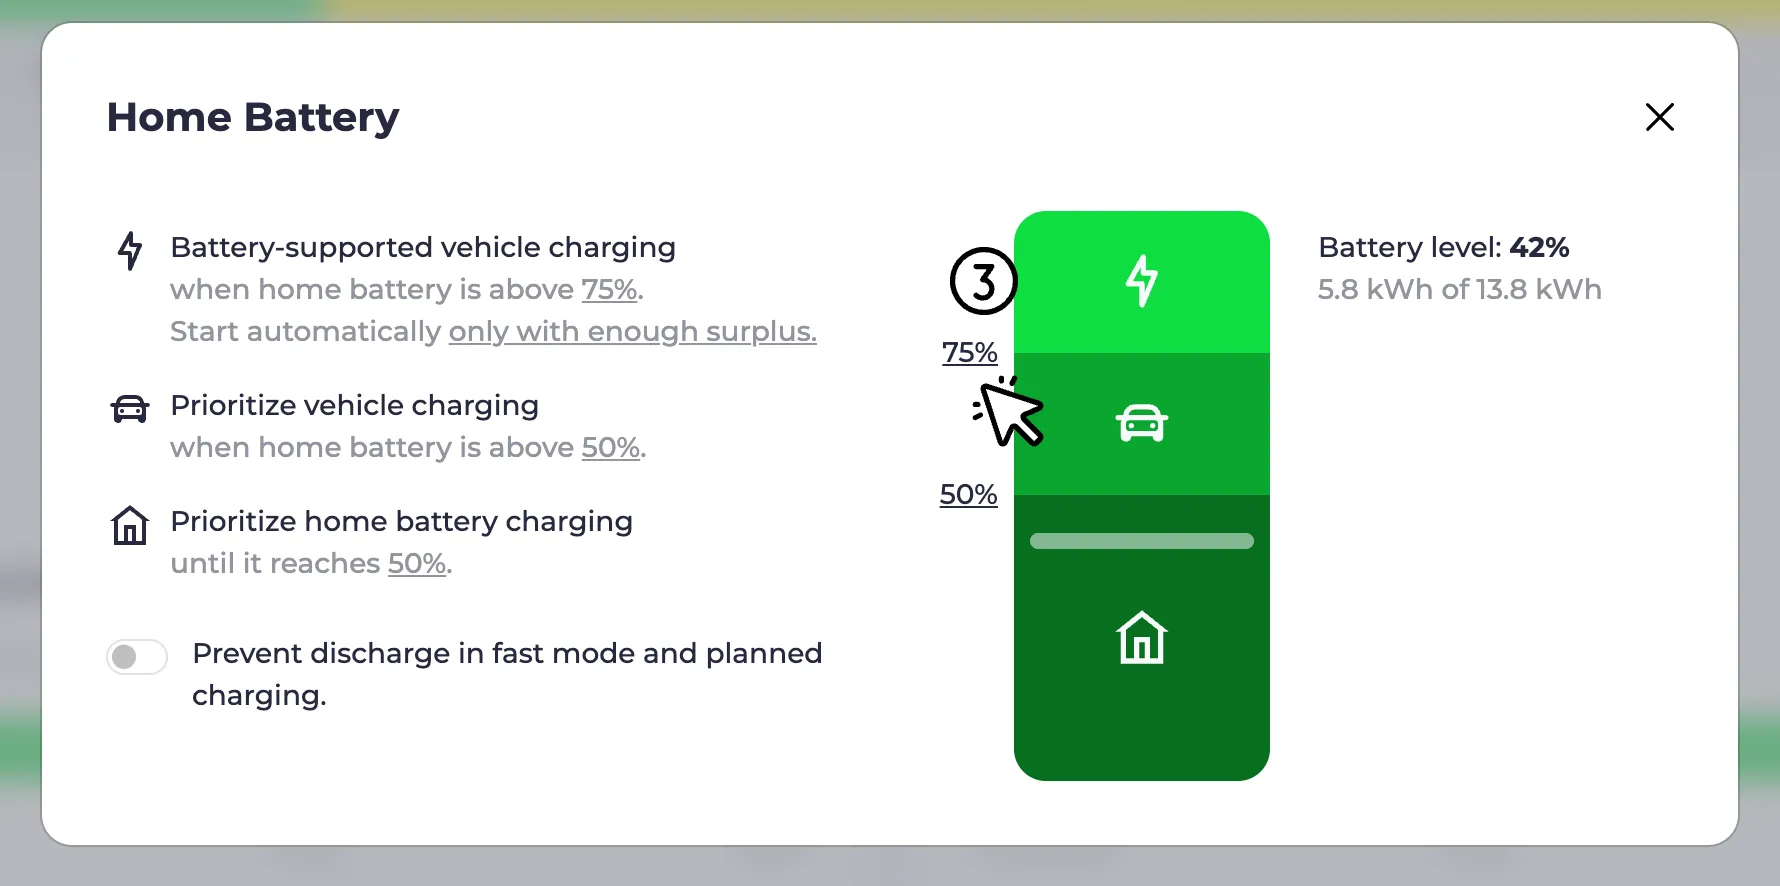 Home Battery
Battery-supported vehicle charging
when home battery is above 75%.
Start automatically only with enough surplus.
Prioritize vehicle charging
when home battery is above 50%.
Prioritize home battery charging
until it reaches 50%.
Prevent discharge in fast mode and planned
charging.
3
75%
50%
Battery level: 42%
5.8 kWh of 13.8 kWh